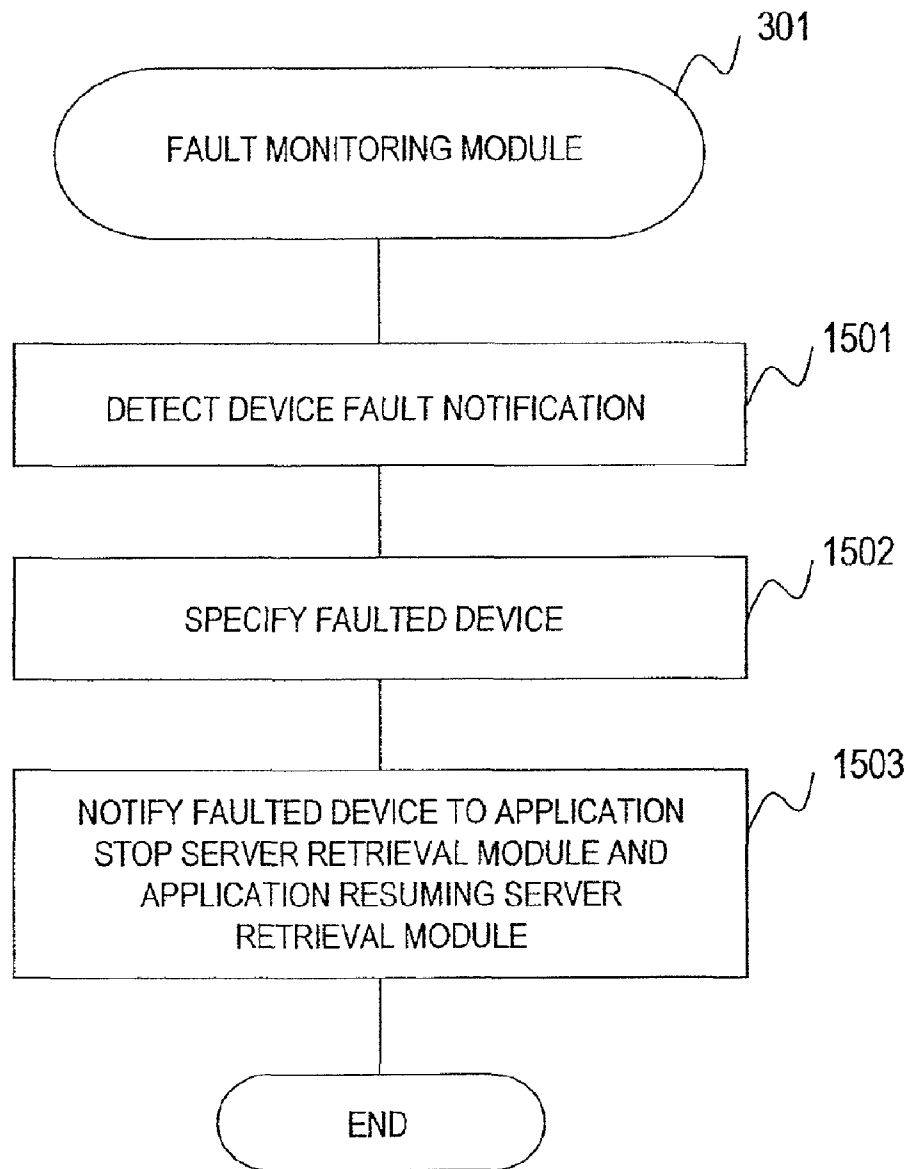 301
FAULT MONITORING MODULE
1501
DETECT DEVICE FAULT NOTIFICATION
1502
SPECIFY FAULTED DEVICE
1503
NOTIFY FAULTED DEVICE TO APPLICATION
STOP SERVER RETRIEVAL MODULE AND
APPLICATION RESUMING SERVER
RETRIEVAL MODULE
END